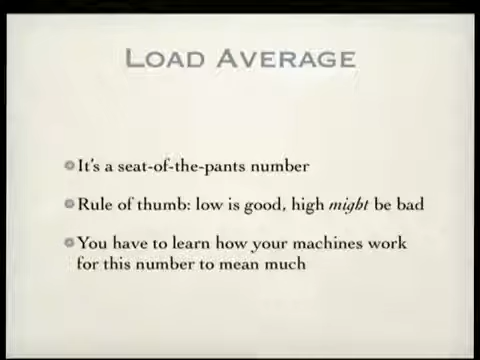 LOAD AVERAGE
It's a seat-of-the-pants number
Rule of thumb: low is good, high might be bad
You have to learn how your machines work
for this number to mean much